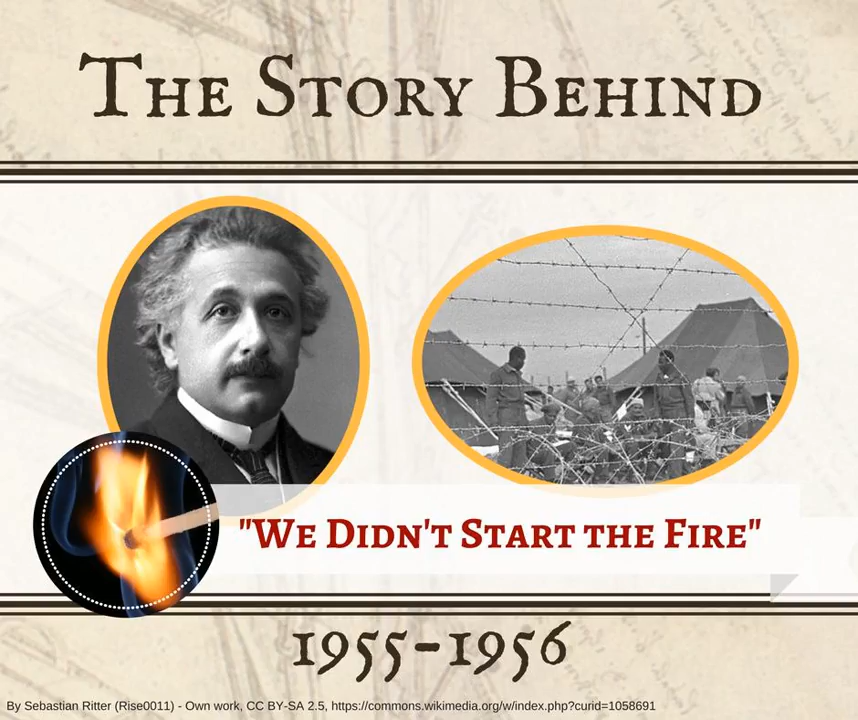 The Story Behind
"We Didn't Start the Fire"
1955-1956
By Sebastian Ritter (Rise0011) - Own work, CC BY-SA 2.5, https://commons.wikimedia.org/w/index.php?curid=1058691